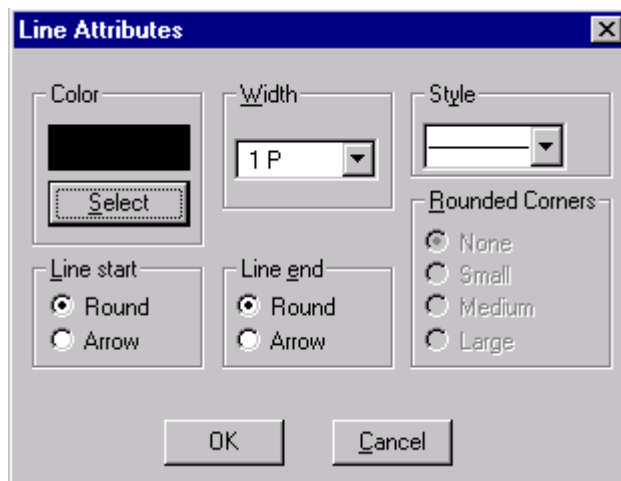 Line Attributes
Color
Select
Width
1 P
Style
Rounded Corners
None
Small
Medium
Large
Line start
Round
Arrow
Line end
Round
Arrow
OK
Cancel